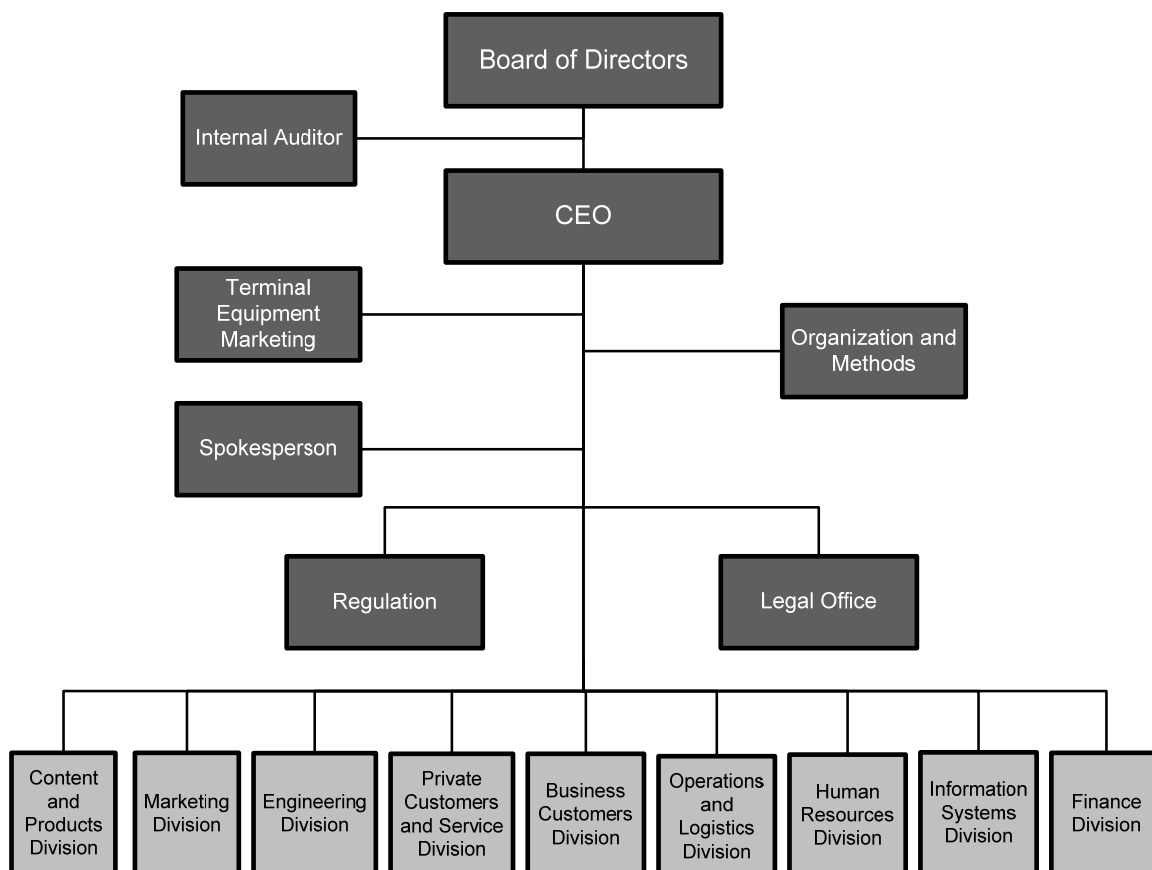 Board of Directors
Internal Auditor
CEO
Terminal
Equipment
Marketing
Organization and
Methods
Spokesperson
Regulation
Legal Office
Content
and
Products
Division
Marketing
Division
Engineering
Division
Private
Customers
and Service
Division
Business
Customers
Division
Operations
and
Logistics
Division
Human
Resources
Division
Information
Systems
Division
Finance
Division